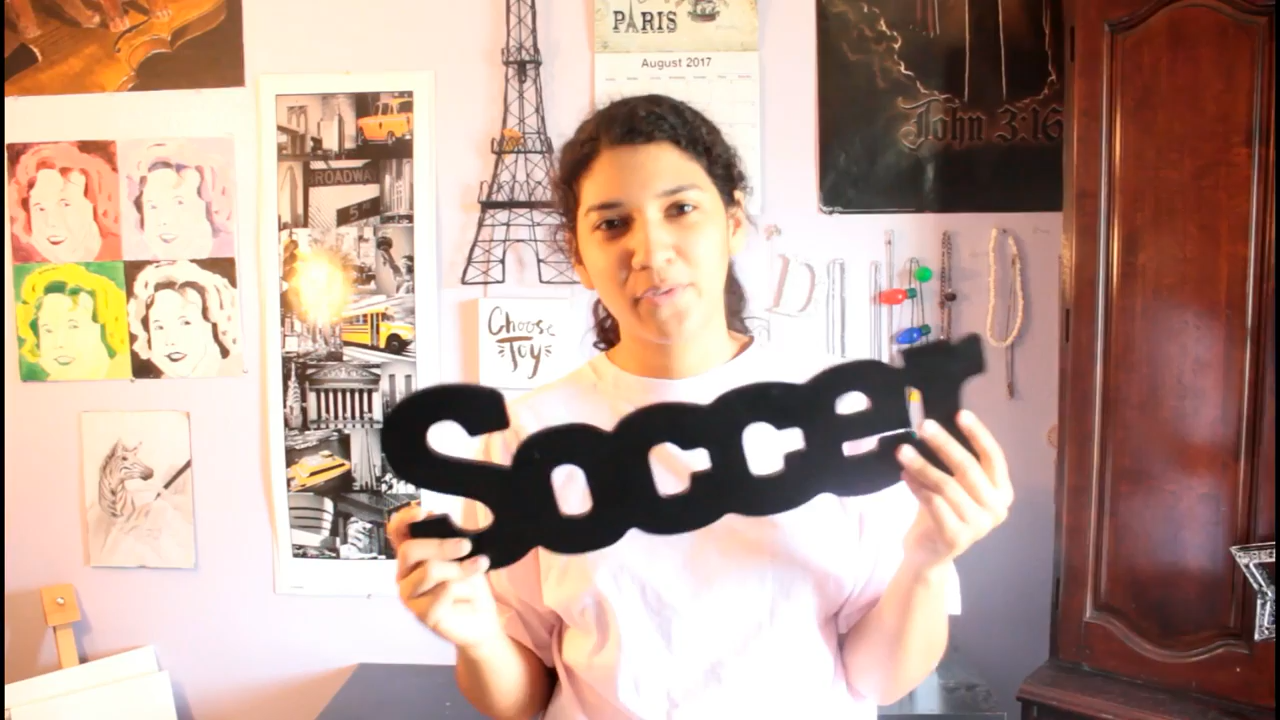 PARIS
August 2017
John 3:16
BROADWAY
5
Choose
Joy
Soccer